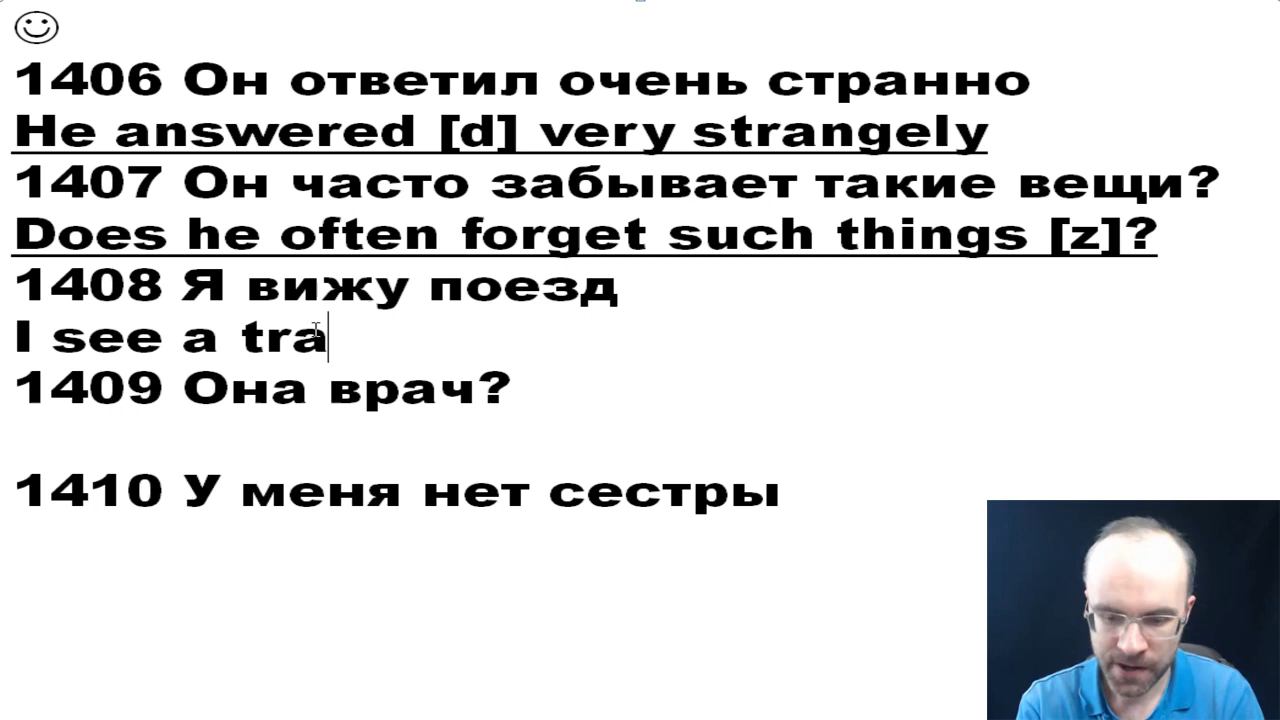 1406 Он ответил очень странно
He answered [d] very strangely
1407 Он часто забывает такие вещи?
Does he often forget such things [z]?
1408 Я вижу поезд
I see a tra
1409 Она врач?
1410 У меня нет сестры